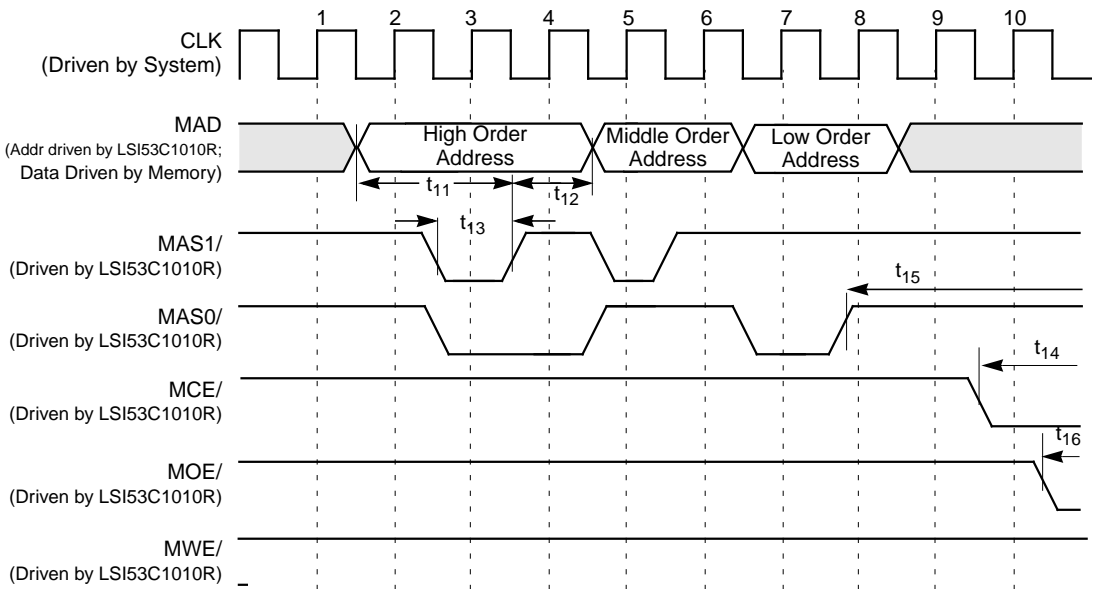 1 2 3 4 5 6 7 8 9 10
CLK
(Driven by System)
MAD
(Addr driven by LSI53C1010R;
Data Driven by Memory)
High Order
Address
Middle Order
Address
Low Order
Address
t11
t12
t13
MAS1/
(Driven by LSI53C1010R)
t15
MAS0/
(Driven by LSI53C1010R)
t14
MCE/
(Driven by LSI53C1010R)
t16
MOE/
(Driven by LSI53C1010R)
MWE/
(Driven by LSI53C1010R)